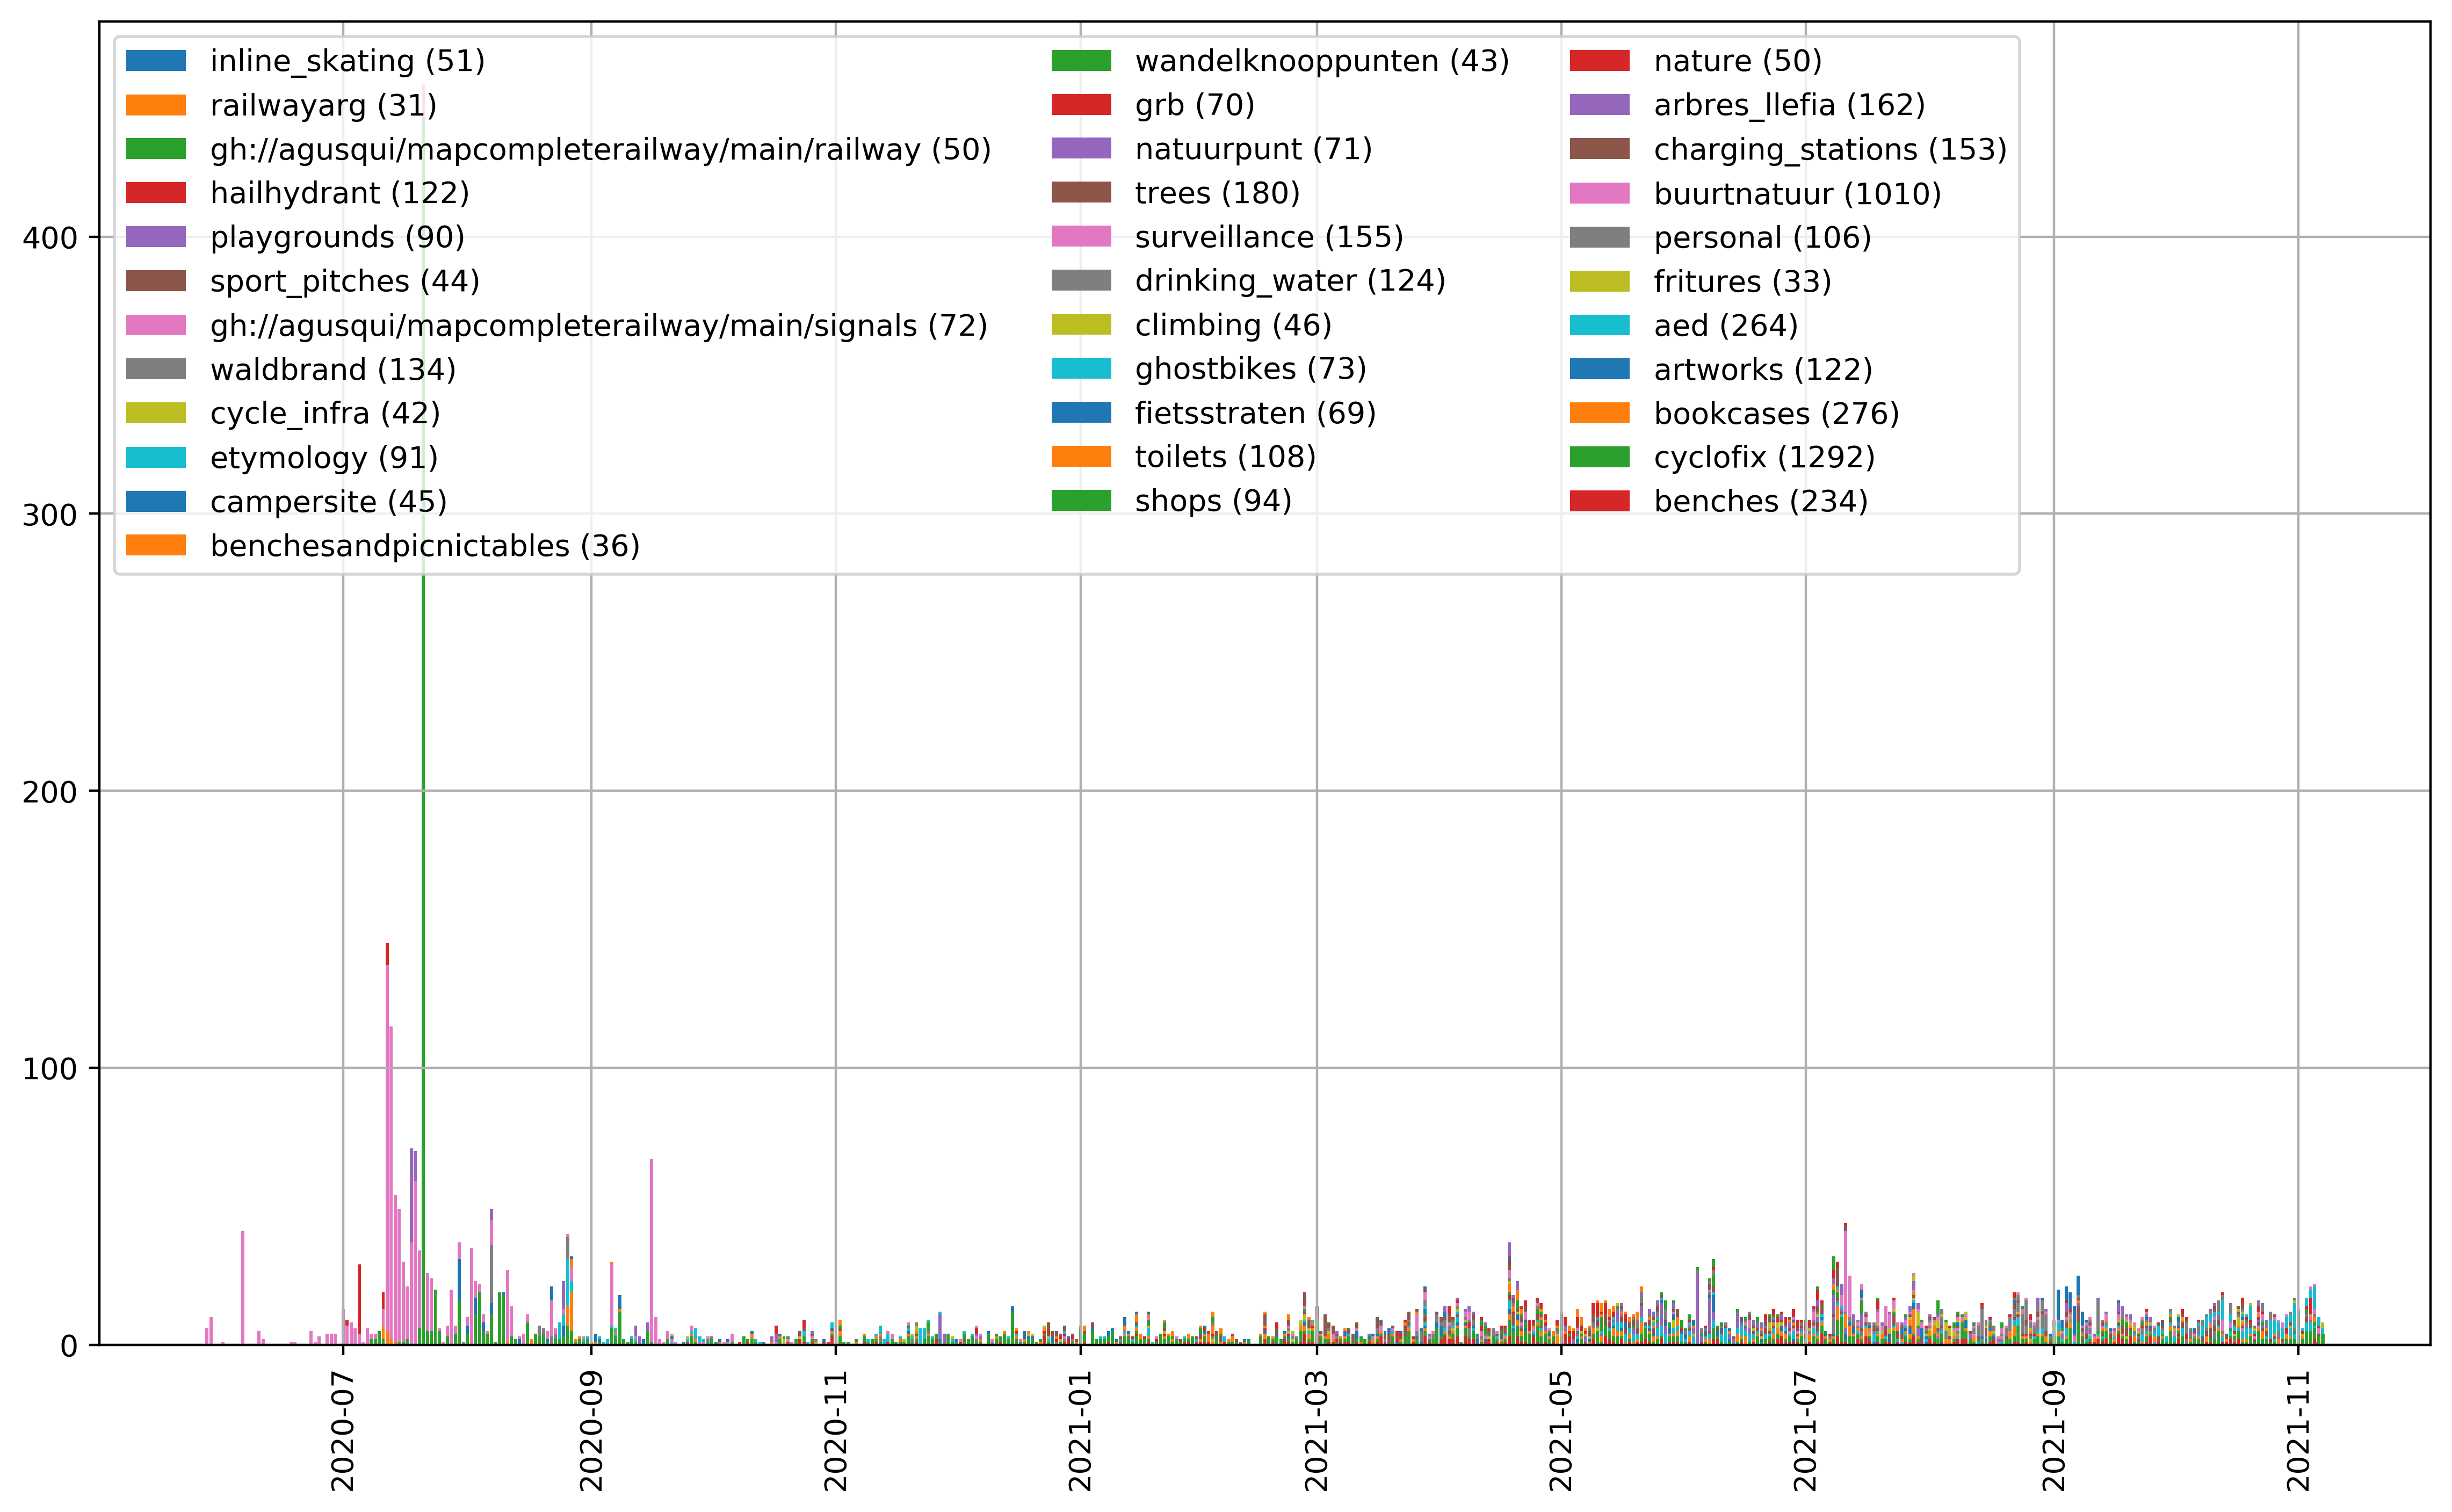 inline_skating (51)
railwayarg (31)
gh://agusqui/mapcompleterailway/main/railway (50)
hailhydrant (122)
playgrounds (90)
sport_pitches (44)
gh://agusqui/mapcompleterailway/main/signals (72)
waldbrand (134)
cycle_infra (42)
etymology (91)
campersite (45)
benchesandpicnictables (36)
wandelknooppunten (43)
grb (70)
natuurpunt (71)
trees (180)
surveillance (155)
drinking_water (124)
climbing (46)
ghostbikes (73)
fietsstraten (69)
toilets (108)
shops (94)
nature (50)
arbres_llefia (162)
charging_stations (153)
buurtnatuur (1010)
personal (106)
fritures (33)
aed (264)
artworks (122)
bookcases (276)
cyclofix (1292)
benches (234)
400
300
200
100
0
2020-07
2020-09
2020-11
2021-01
2021-03
2021-05
2021-07
2021-09
2021-11